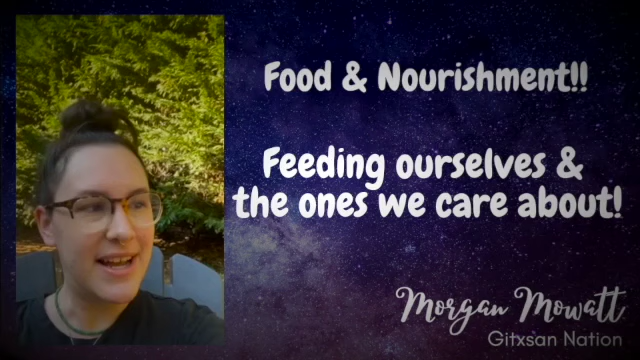 Food & Nourishment!!
Feeding ourselves &
the ones we care about!
Morgan Mowatt
Gitxsan Nation